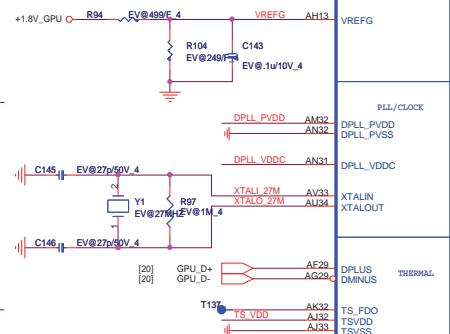 +1.8V_GPU R94 EV@499/F_4 VREFG AH13 VREFG
R104 C143
EV@249/F EV@.1u/10V_4
PLL/CLOCK
DPLL_PVDD AM32 DPLL_PVDD
AN32 DPLL_PVSS
DPLL_VDDC AN31 DPLL_VDDC
C145 EV@27p/50V_4
XTALI_27M AV33 XTALIN
XTALO_27M AU34 XTALOUT
2
Y1 R97
EV@27MHZ EV@1M_4
1
C146 EV@27p/50V_4
[20] GPU_D+ AF29 DPLUS THERMAL
[20] GPU_D- AG29 DMINUS
T137 AK32 TS_FDO
TS_VDD AJ32 TSVDD
AJ33 TSVSS